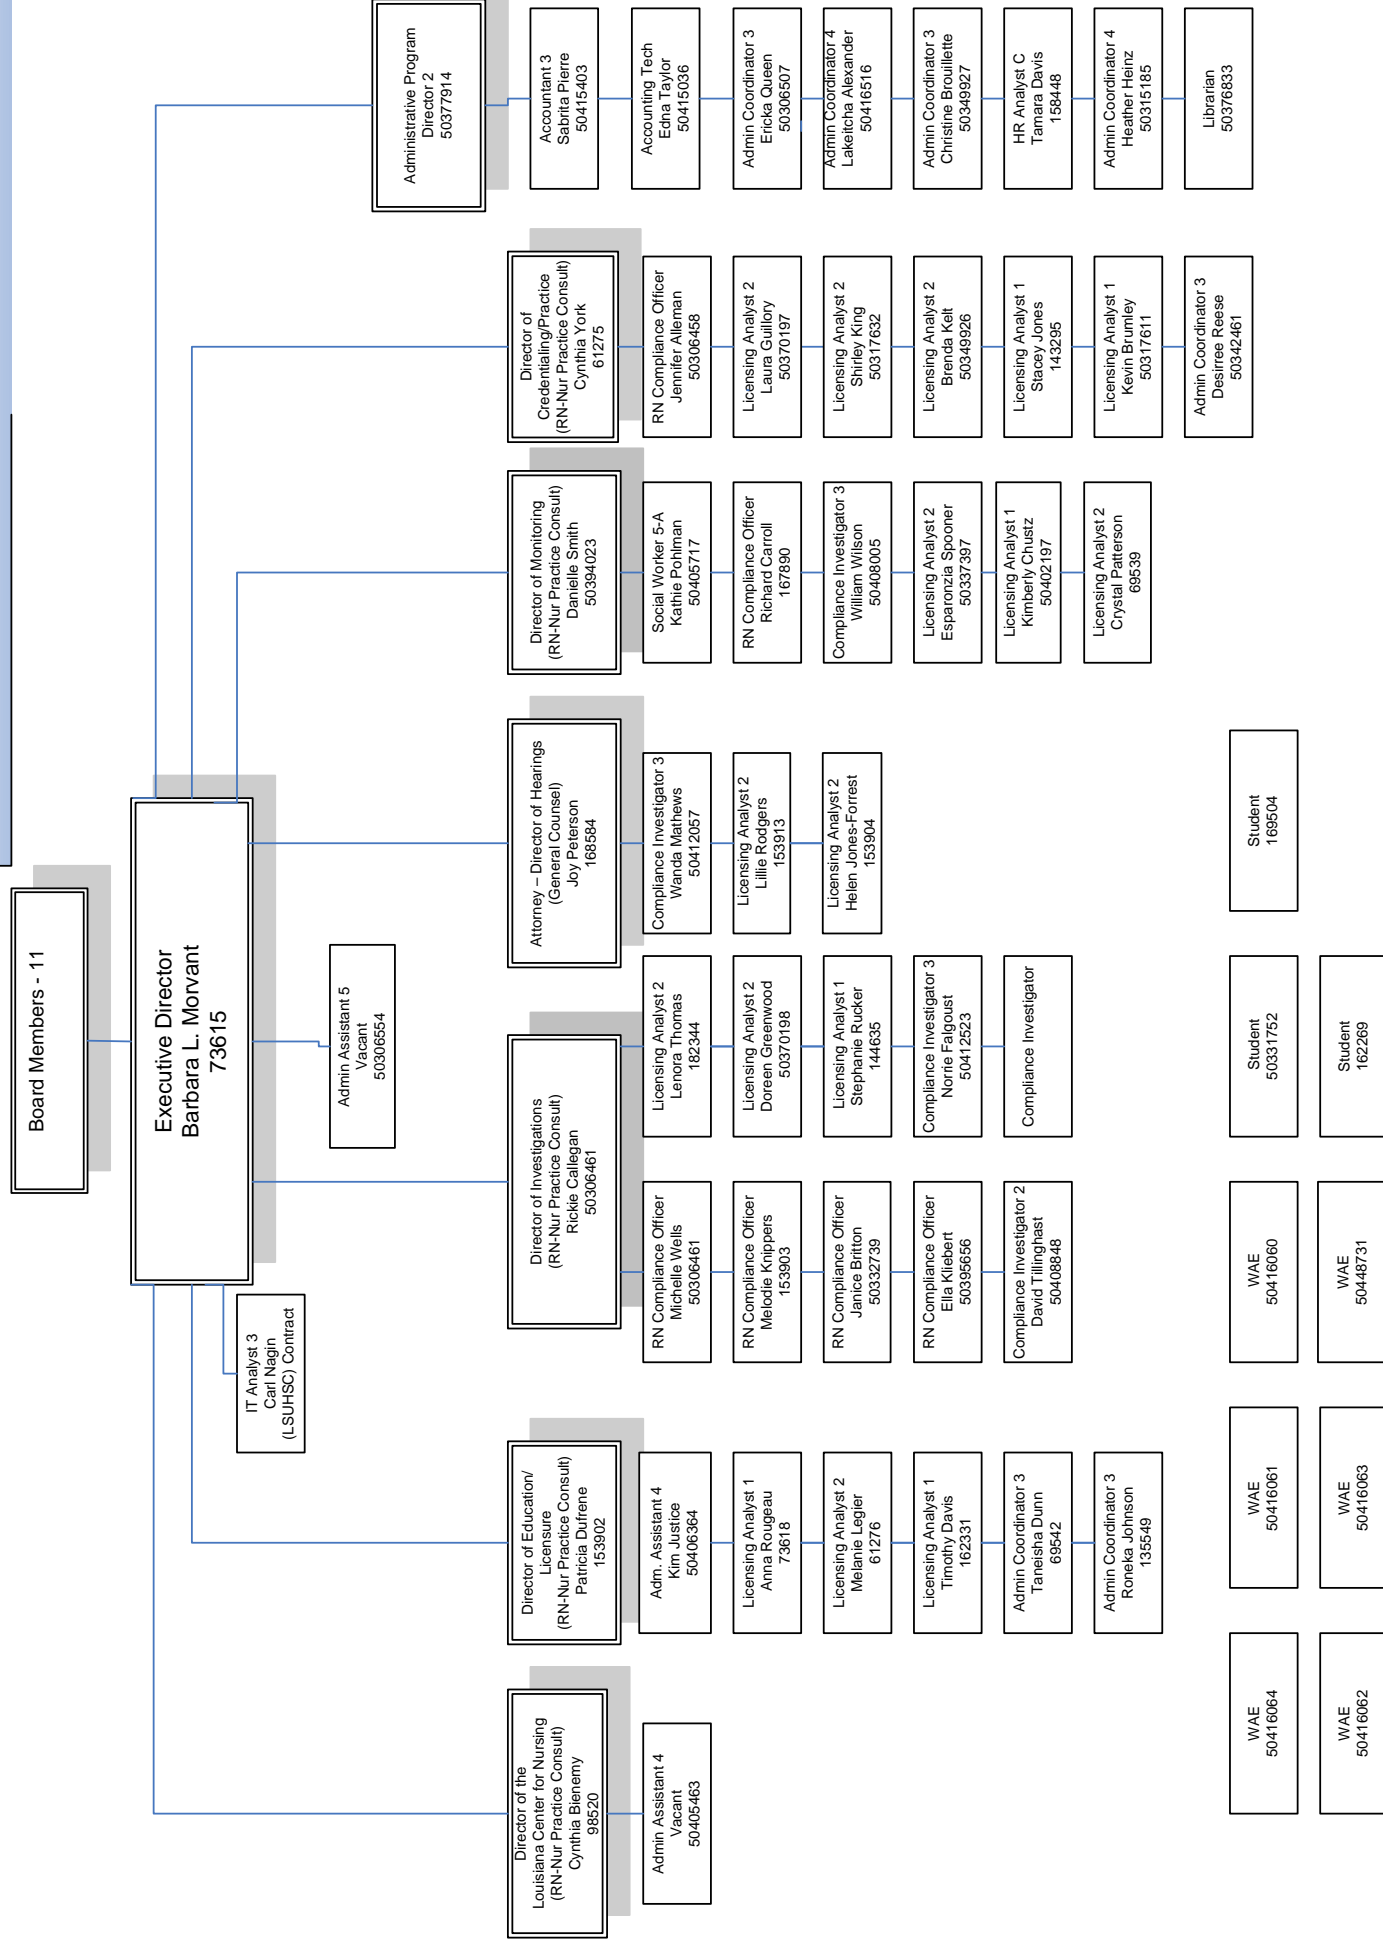 Board Members - 11
Executive Director
Barbara L. Morvant
73615
IT Analyst 3
Carl Nagin
(LSUHSC) Contract
Admin Assistant 5
Vacant
50306554
Director of the
Louisiana Center for Nursing
(RN-Nur Practice Consult)
Cynthia Bienemy
98520
Admin Assistant 4
Vacant
50405463
Director of Education/
Licensure
(RN-Nur Practice Consult)
Patricia Dufrene
153902
Adm. Assistant 4
Kim Justice
50406364
Licensing Analyst 1
Anna Rougeau
73618
Licensing Analyst 2
Melanie Legier
61276
Licensing Analyst 1
Timothy Davis
162331
Admin Coordinator 3
Taneisha Dunn
69542
Admin Coordinator 3
Roneka Johnson
135549
Director of Investigations
(RN-Nur Practice Consult)
Rickie Callegan
50306461
RN Compliance Officer
Michelle Wells
50306461
RN Compliance Officer
Melodie Knippers
153903
RN Compliance Officer
Janice Britton
50332739
RN Compliance Officer
Ella Kliebert
50395656
Compliance Investigator 2
David Tillinghast
50408848
Licensing Analyst 2
Lenora Thomas
182344
Licensing Analyst 2
Doreen Greenwood
50370198
Licensing Analyst 1
Stephanie Rucker
144635
Compliance Investigator 3
Norrie Falgoust
50412523
Compliance Investigator
Attorney – Director of Hearings
(General Counsel)
Joy Peterson
168584
Compliance Investigator 3
Wanda Mathews
50412057
Licensing Analyst 2
Lillie Rodgers
153913
Licensing Analyst 2
Helen Jones-Forrest
153904
Director of Monitoring
(RN-Nur Practice Consult)
Danielle Smith
50394023
Social Worker 5-A
Kathie Pohlman
50405717
RN Compliance Officer
Richard Carroll
167890
Compliance Investigator 3
William Wilson
50408005
Licensing Analyst 2
Esparonzia Spooner
50337397
Licensing Analyst 1
Kimberly Chustz
50402197
Licensing Analyst 2
Crystal Patterson
69539
Director of
Credentialing/Practice
(RN-Nur Practice Consult)
Cynthia York
61275
RN Compliance Officer
Jennifer Alleman
50306458
Licensing Analyst 2
Laura Guillory
50370197
Licensing Analyst 2
Shirley King
50317632
Licensing Analyst 2
Brenda Kelt
50349926
Licensing Analyst 1
Stacey Jones
143295
Licensing Analyst 1
Kevin Brumley
50317611
Admin Coordinator 3
Desirree Reese
50342461
Administrative Program
Director 2
50377914
Accountant 3
Sabrita Pierre
50415403
Accounting Tech
Edna Taylor
50415036
Admin Coordinator 3
Ericka Queen
50306507
Admin Coordinator 4
Lakeitcha Alexander
50416516
Admin Coordinator 3
Christine Brouillette
50349927
HR Analyst C
Tamara Davis
158448
Admin Coordinator 4
Heather Heinz
50315185
Librarian
50376833
WAE
50416064
WAE
50416061
WAE
50416060
Student
50331752
Student
169504
WAE
50416062
WAE
50416063
WAE
50448731
Student
162269